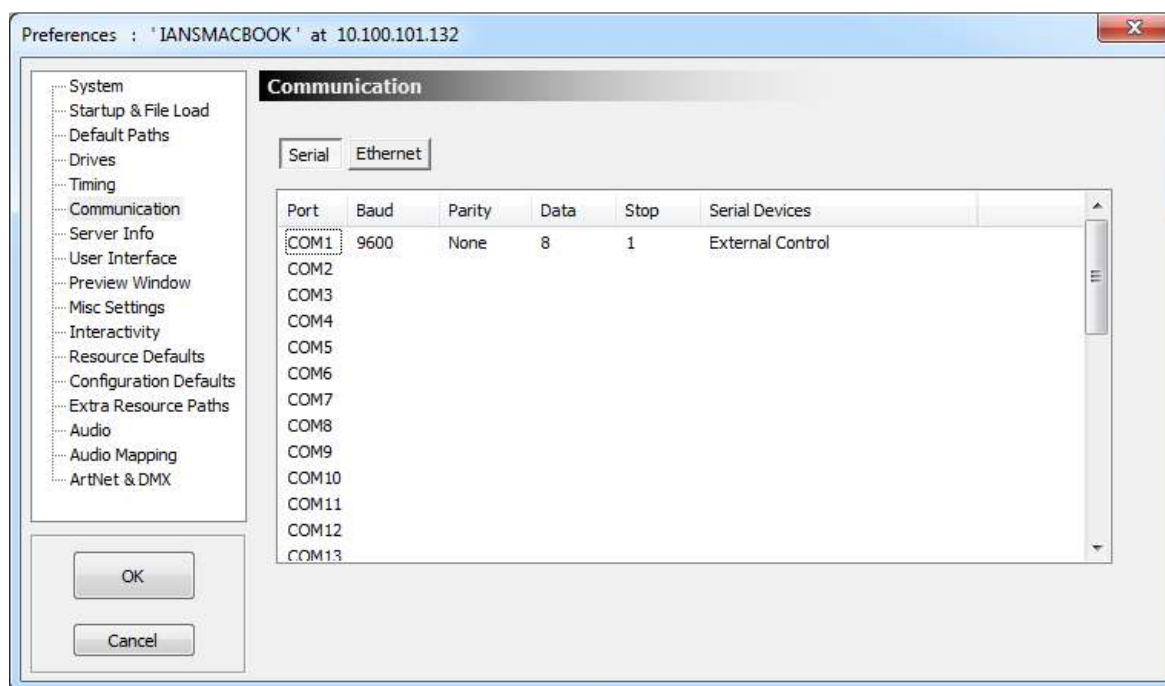 Preferences : 'IANSMACBOOK' at 10.100.101.132
System
Startup & File Load
Default Paths
Drives
Timing
Communication
Server Info
User Interface
Preview Window
Misc Settings
Interactivity
Resource Defaults
Configuration Defaults
Extra Resource Paths
Audio
Audio Mapping
ArtNet & DMX
OK
Cancel
Communication
Serial Ethernet
Port Baud Parity Data Stop Serial Devices
COM1 9600 None 8 1 External Control
COM2
COM3
COM4
COM5
COM6
COM7
COM8
COM9
COM10
COM11
COM12
COM13